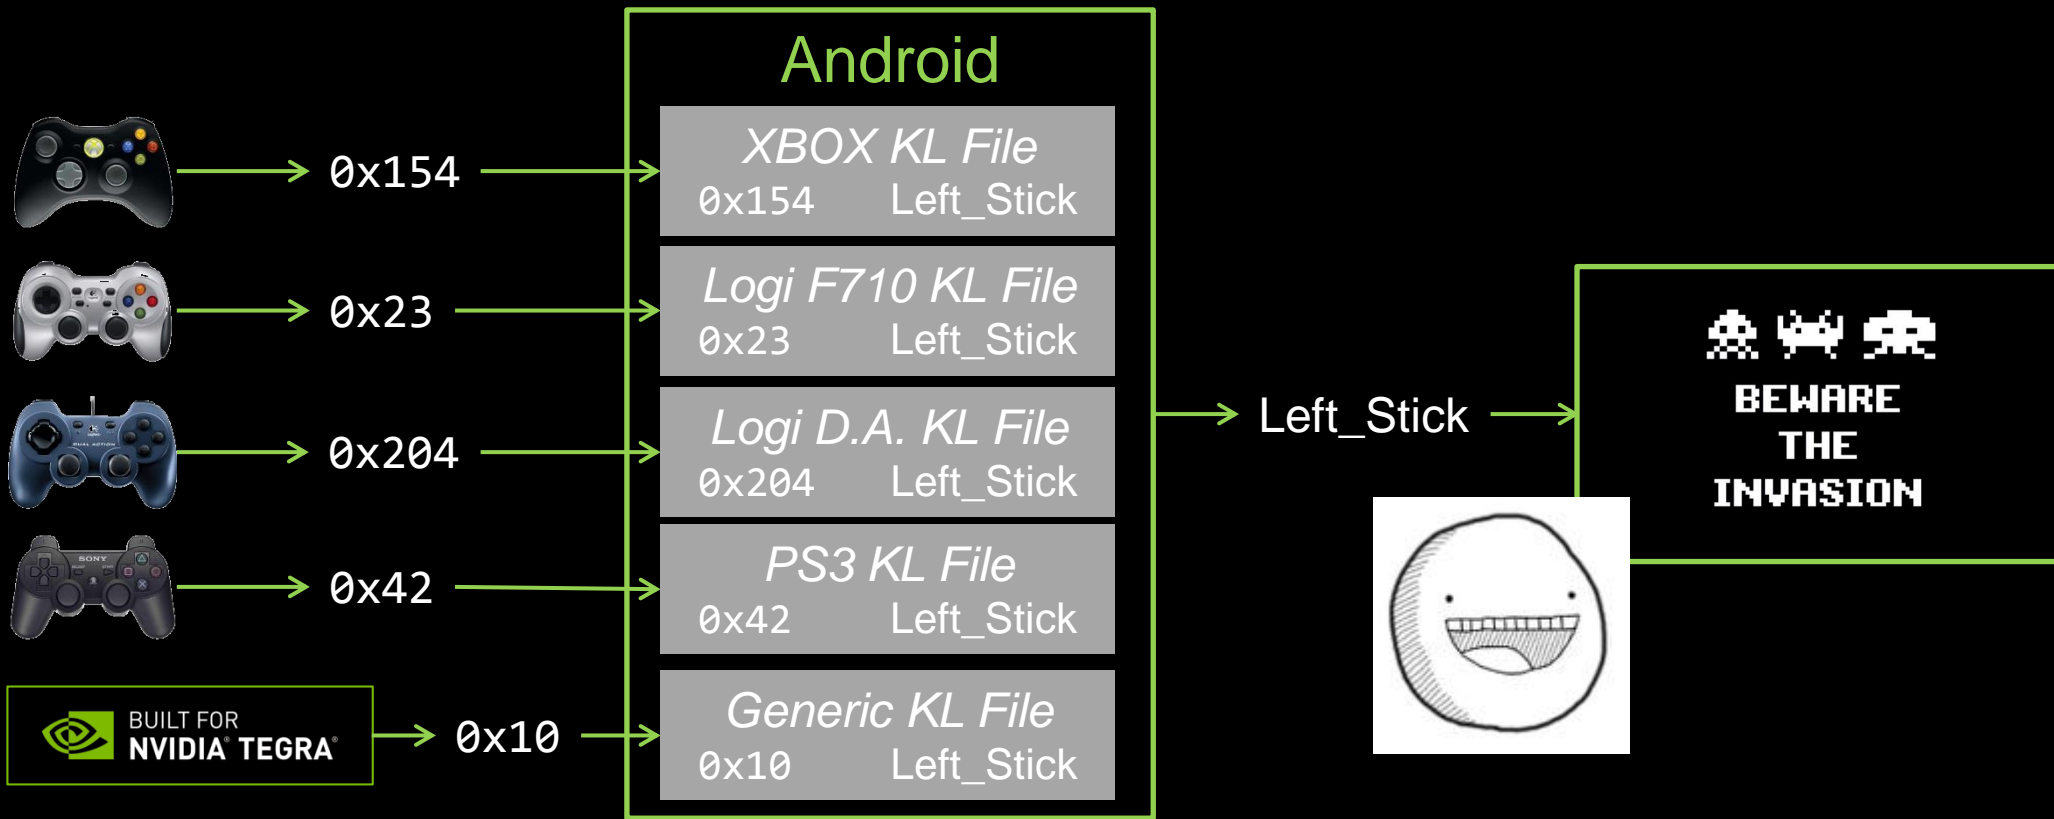 Android
0x154
XBOX KL File
0x154 Left_Stick
0x23
Logi F710 KL File
0x23 Left_Stick
0x204
Logi D.A. KL File
0x204 Left_Stick
SONY
0x42
PS3 KL File
0x42 Left_Stick
BUILT FOR
NVIDIA® TEGRA®
0x10
Generic KL File
0x10 Left_Stick
Left_Stick
BEWARE
THE
INVASION